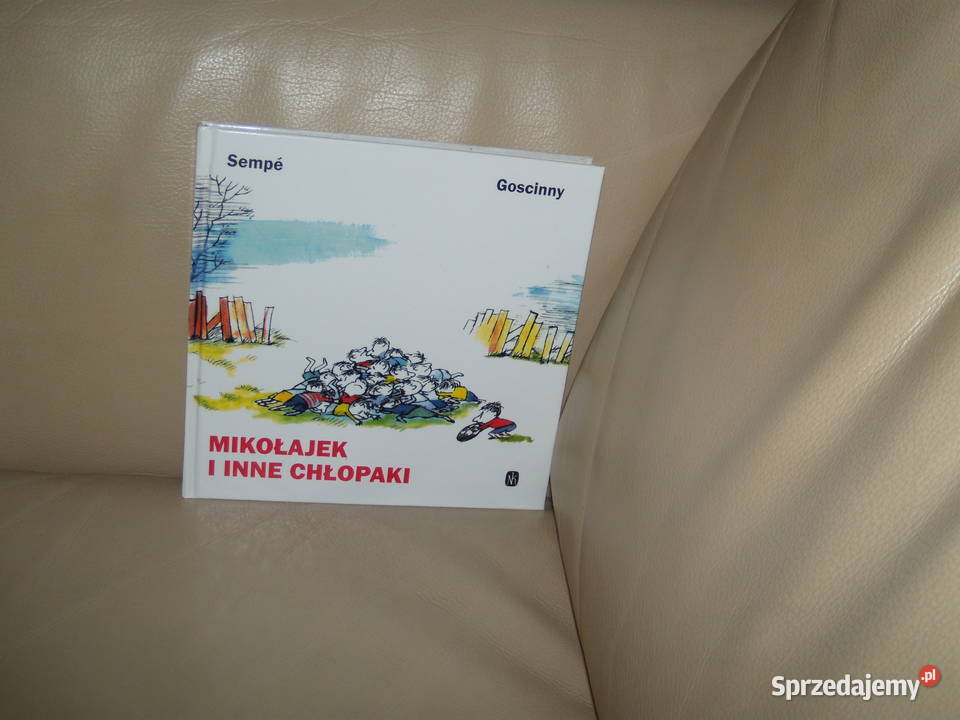 Sempé
Goscinny
MIKOŁAJEK
I INNE CHŁOPAKI
Sprzedajemy.pl